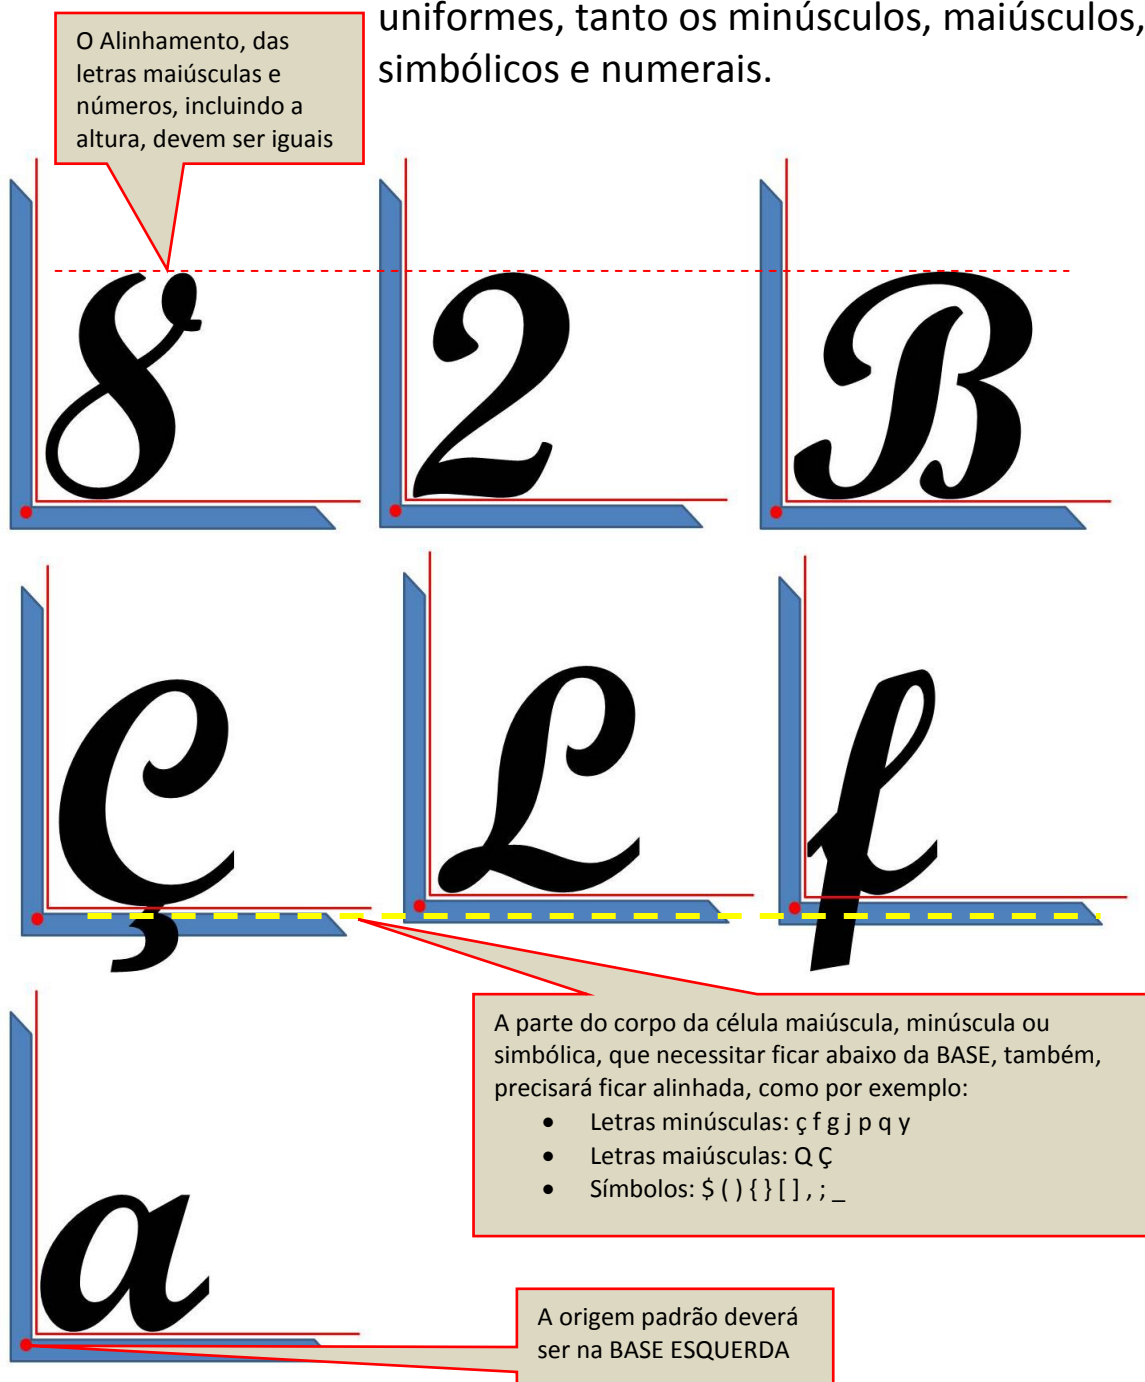 uniformes, tanto os minúsculos, maiúsculos,
simbólicos e numerais.
O Alinhamento, das
letras maiúsculas e
números, incluindo a
altura, devem ser iguais
8 2 B
Ç L f
A parte do corpo da célula maiúscula, minúscula ou
simbólica, que necessitar ficar abaixo da BASE, também,
precisará ficar alinhada, como por exemplo:
• Letras minúsculas: ç f g j p q y
• Letras maiúsculas: Q Ç
• Símbolos: $ ( ) { } [ ] , ; _
a
A origem padrão deverá
ser na BASE ESQUERDA